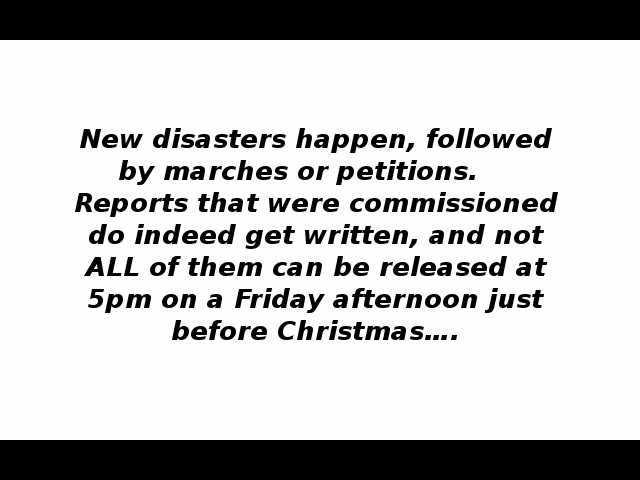 New disasters happen, followed
by marches or petitions.
Reports that were commissioned
do indeed get written, and not
ALL of them can be released at
5pm on a Friday afternoon just
before Christmas….